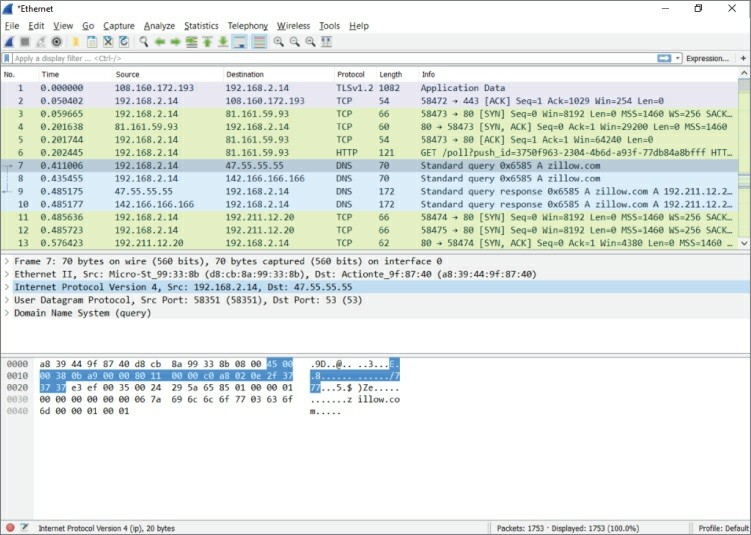 *Ethernet
File Edit View Go Capture Analyze Statistics Telephony Wireless Tools Help
Apply a display filter ... <Ctrl-/>
Expression... +
No. Time Source Destination Protocol Length Info
1 0.000000 108.160.172.193 192.168.2.14 TLSv1.2 1082 Application Data
2 0.050402 192.168.2.14 108.160.172.193 TCP 54 58472 → 443 [ACK] Seq=1 Ack=1029 Win=254 Len=0
3 0.059665 192.168.2.14 81.161.59.93 TCP 66 58473 → 80 [SYN] Seq=0 Win=8192 Len=0 MSS=1460 WS=256 SACK…
4 0.201638 81.161.59.93 192.168.2.14 TCP 60 80 → 58473 [SYN, ACK] Seq=0 Ack=1 Win=29200 Len=0 MSS=1460
5 0.201744 192.168.2.14 81.161.59.93 TCP 54 58473 → 80 [ACK] Seq=1 Ack=1 Win=64240 Len=0
6 0.202445 192.168.2.14 81.161.59.93 HTTP 121 GET /poll?push_id=3750f963-2304-4b6d-a93f-77db84a8bfff HTT…
7 0.411006 192.168.2.14 47.55.55.55 DNS 70 Standard query 0x6585 A zillow.com
8 0.435455 192.168.2.14 142.166.166.166 DNS 70 Standard query 0x6585 A zillow.com
9 0.485175 47.55.55.55 192.168.2.14 DNS 172 Standard query response 0x6585 A zillow.com A 192.211.12.2…
10 0.485177 142.166.166.166 192.168.2.14 DNS 172 Standard query response 0x6585 A zillow.com A 192.211.12.2…
11 0.485636 192.168.2.14 192.211.12.20 TCP 66 58474 → 80 [SYN] Seq=0 Win=8192 Len=0 MSS=1460 WS=256 SACK…
12 0.485723 192.168.2.14 192.211.12.20 TCP 66 58475 → 80 [SYN] Seq=0 Win=8192 Len=0 MSS=1460 WS=256 SACK…
13 0.576423 192.211.12.20 192.168.2.14 TCP 62 80 → 58474 [SYN, ACK] Seq=0 Ack=1 Win=4380 Len=0 MSS=1460 …
Frame 7: 70 bytes on wire (560 bits), 70 bytes captured (560 bits) on interface 0
Ethernet II, Src: Micro-St_99:33:8b (d8:cb:8a:99:33:8b), Dst: Actionte_9f:87:40 (a8:39:44:9f:87:40)
Internet Protocol Version 4, Src: 192.168.2.14, Dst: 47.55.55.55
User Datagram Protocol, Src Port: 58351 (58351), Dst Port: 53 (53)
Domain Name System (query)
0000 a8 39 44 9f 87 40 d8 cb 8a 99 33 8b 08 00 45 00 .9D..@.. ..3...E.
0010 00 38 0b a9 00 00 80 11 00 00 c0 a8 02 0e 2f 37 .8...... ....../7
0020 37 37 e3 ef 00 35 00 24 29 5a 65 85 01 00 00 01 77...5.$ )Ze.....
0030 00 00 00 00 00 00 06 7a 69 6c 6c 6f 77 03 63 6f .......z illow.co
0040 6d 00 00 01 00 01 m.....
Internet Protocol Version 4 (ip), 20 bytes
Packets: 1753 · Displayed: 1753 (100.0%)
Profile: Default